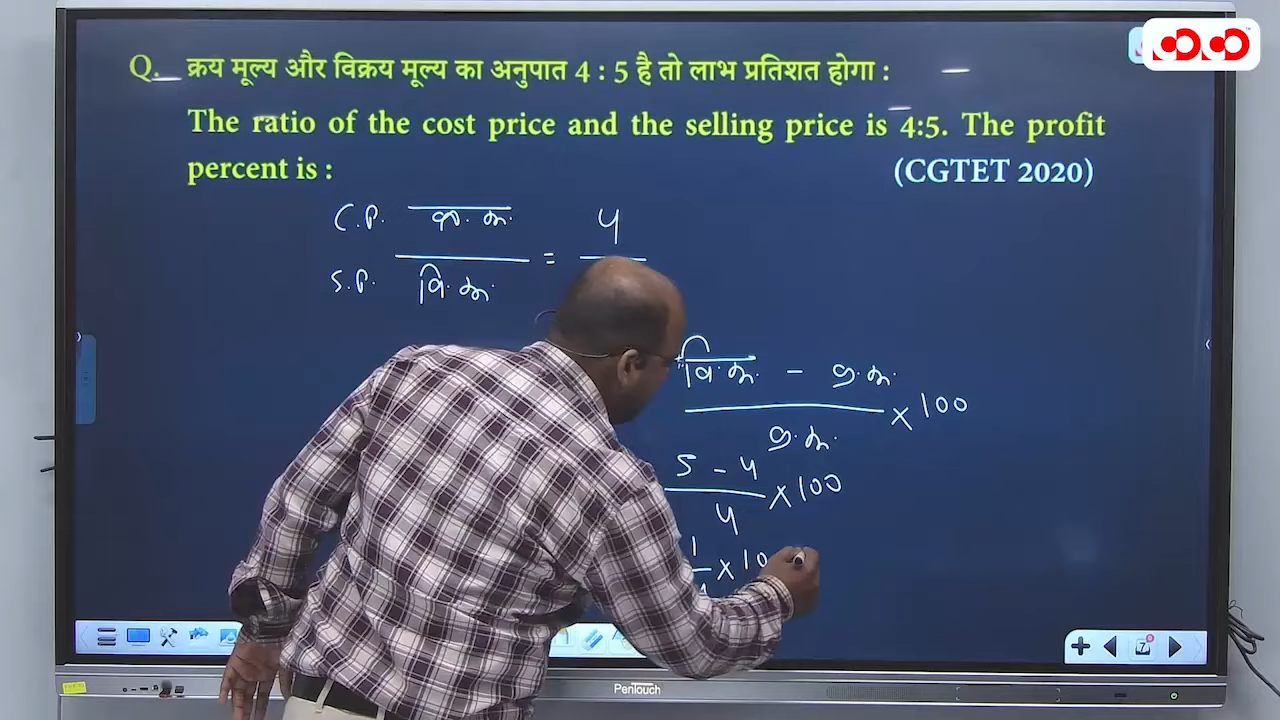 Q. क्रय मूल्य और विक्रय मूल्य का अनुपात 4 : 5 है तो लाभ प्रतिशत होगा :
The ratio of the cost price and the selling price is 4:5. The profit
percent is : (CGTET 2020)
C.P. क्र. मू. = 4
S.P. वि. मू.
वि. मू. - क्र. मू. × 100
क्र. मू.
5 - 4 × 100
4
1 × 10
PenTouch